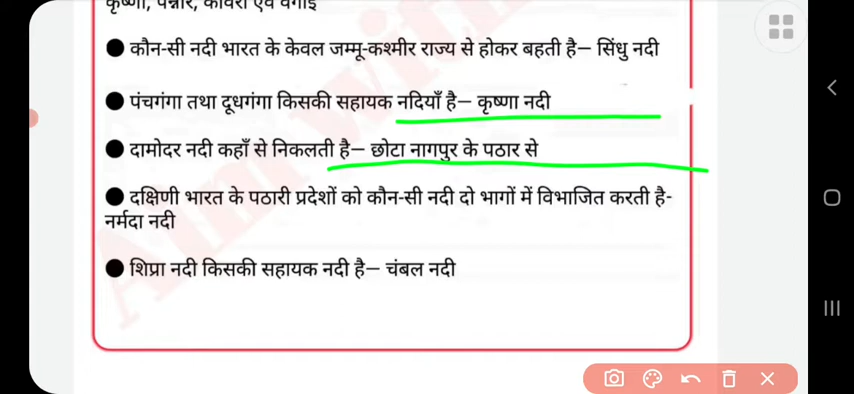 कृष्णा, पेन्नार, कावेरी एवं वैगाई
● कौन-सी नदी भारत के केवल जम्मू-कश्मीर राज्य से होकर बहती है– सिंधु नदी
● पंचगंगा तथा दूधगंगा किसकी सहायक नदियाँ है– कृष्णा नदी
● दामोदर नदी कहाँ से निकलती है– छोटा नागपुर के पठार से
● दक्षिणी भारत के पठारी प्रदेशों को कौन-सी नदी दो भागों में विभाजित करती है-
नर्मदा नदी
● शिप्रा नदी किसकी सहायक नदी है– चंबल नदी